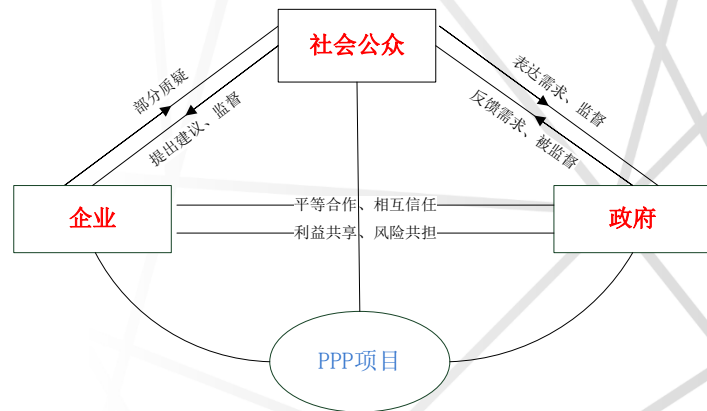 社会公众
部分质疑
提出建议、监督
表达需求、监督
反馈需求、被监督
企业
平等合作、相互信任
利益共享、风险共担
政府
PPP项目